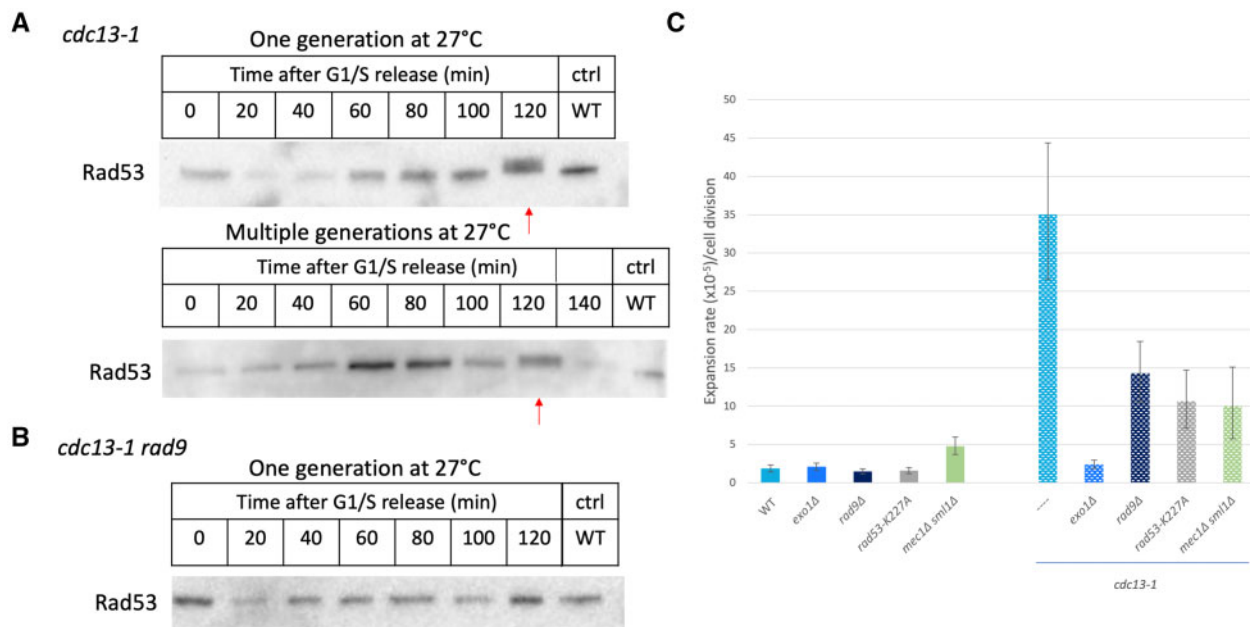 A
cdc13-1
One generation at 27°C
Time after G1/S release (min)
ctrl
0
20
40
60
80
100
120
WT
Rad53
Multiple generations at 27°C
Time after G1/S release (min)
ctrl
0
20
40
60
80
100
120
140
WT
Rad53
B
cdc13-1 rad9
One generation at 27°C
Time after G1/S release (min)
ctrl
0
20
40
60
80
100
120
WT
Rad53
C
Expansion rate (x10⁻⁵)/cell division
50
45
40
35
30
25
20
15
10
5
0
WT
exo1Δ
rad9Δ
rad53-K227A
mec1Δ sml1Δ
----
exo1Δ
rad9Δ
rad53-K227A
mec1Δ sml1Δ
cdc13-1